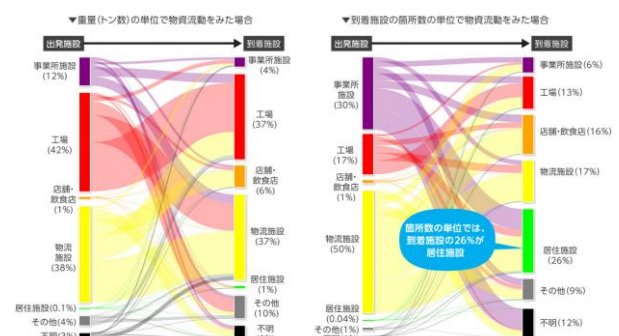 ▼重量(トン数)の単位で物資流動をみた場合
出発施設
到着施設
事業所施設
(12%)
工場
(42%)
店舗・
飲食店
(1%)
物流
施設
(38%)
居住施設(0.1%)
その他(4%)
不明(3%)
事業所施設
(4%)
工場
(37%)
店舗・
飲食店
(6%)
物流施設
(37%)
居住施設
(1%)
その他
(10%)
不明
▼到着施設の箇所数の単位で物資流動をみた場合
出発施設
到着施設
事業所
施設
(30%)
工場
(17%)
店舗・
飲食店
(1%)
物流施設
(50%)
居住施設
(0.04%)
その他(1%)
箇所数の単位では、
到着施設の26%が
居住施設
事業所施設(6%)
工場(13%)
店舗・飲食店(16%)
物流施設(17%)
居住施設
(26%)
その他(9%)
不明(12%)